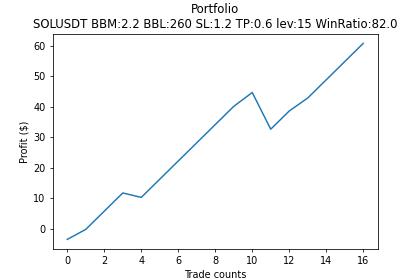 Portfolio
SOLUSDT BBM:2.2 BBL:260 SL:1.2 TP:0.6 lev:15 WinRatio:82.0
60
50
40
30
20
10
0
Profit ($)
0 2 4 6 8 10 12 14 16
Trade counts